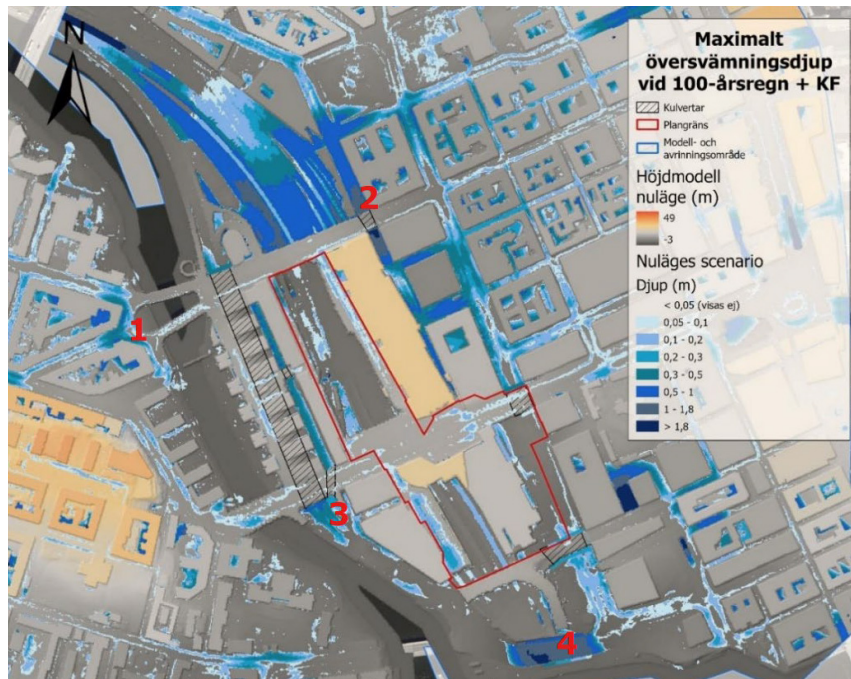 N
Maximalt
översvämningsdjup
vid 100-årsregn + KF
Kulvertar
Plangräns
Modell- och
avrinningsområde
Höjdmodell
nuläge (m)
49
-3
Nuläges scenario
Djup (m)
< 0,05 (visas ej)
0,05 - 0,1
0,1 - 0,2
0,2 - 0,3
0,3 - 0,5
0,5 - 1
1 - 1,8
> 1,8
2
1
3
4